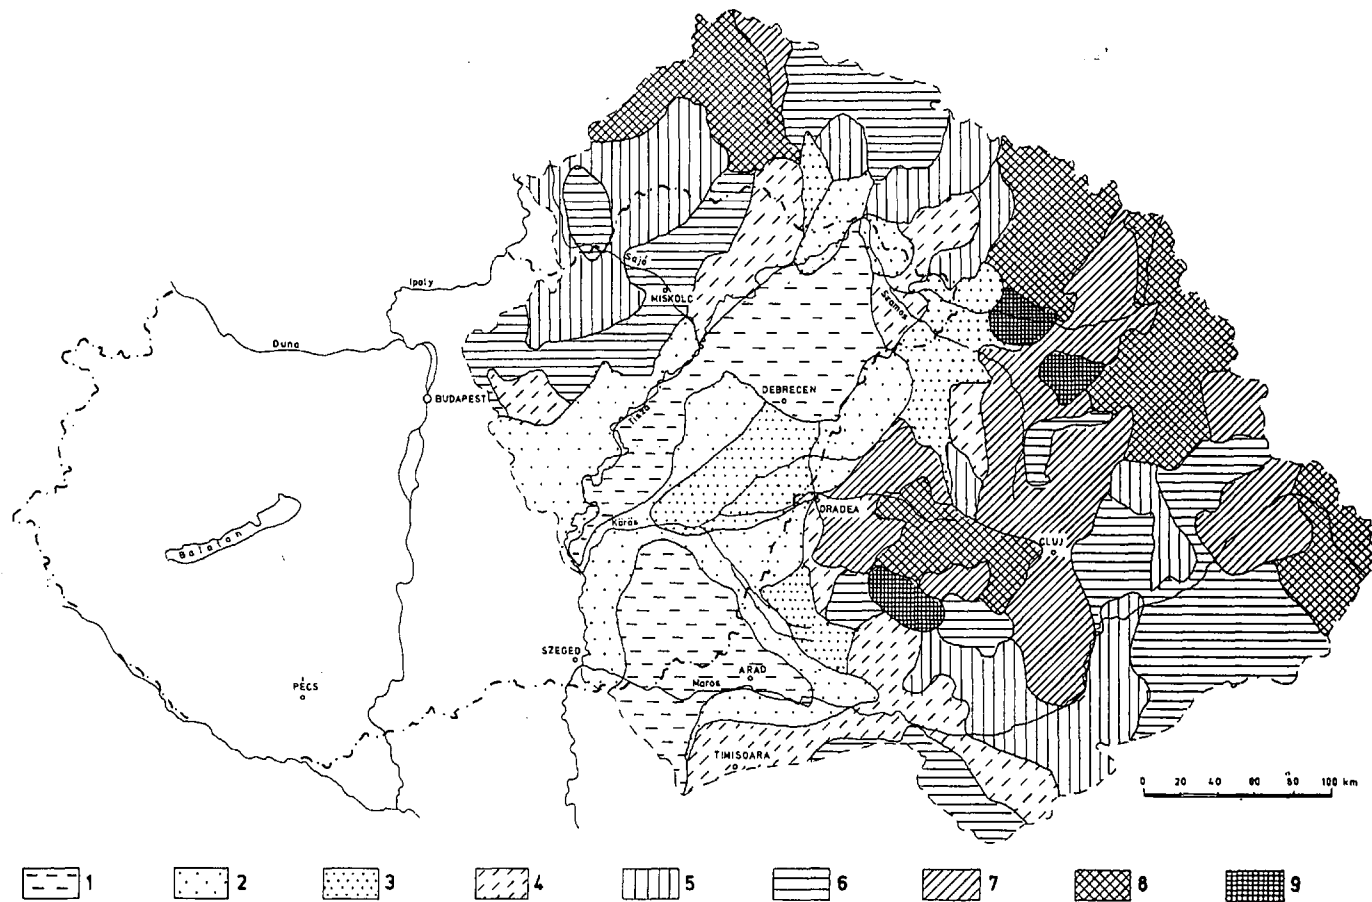 Sajó
Ipoly
MISKOLC
Szamos
Duna
DEBRECEN
BUDAPEST
Tisza
ORADEA
Körös
Balaton
CLUJ
SZEGED
ARAD
PÉCS
Maros
TIMISOARA
0 20 40 60 80 100 km
1 2 3 4 5 6 7 8 9